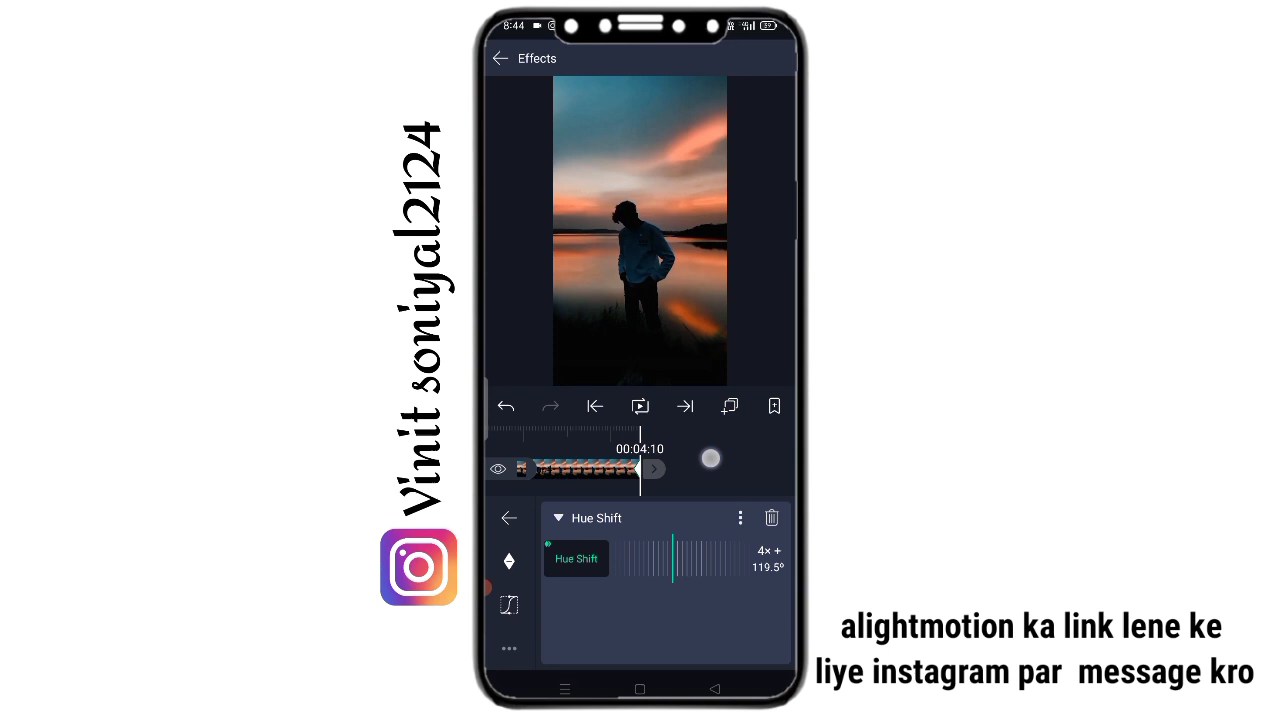 8:44
39
Effects
Vinit soniyal2124
00:04:10
Hue Shift
Hue Shift
4× +
119.5º
alightmotion ka link lene ke
liye instagram par message kro